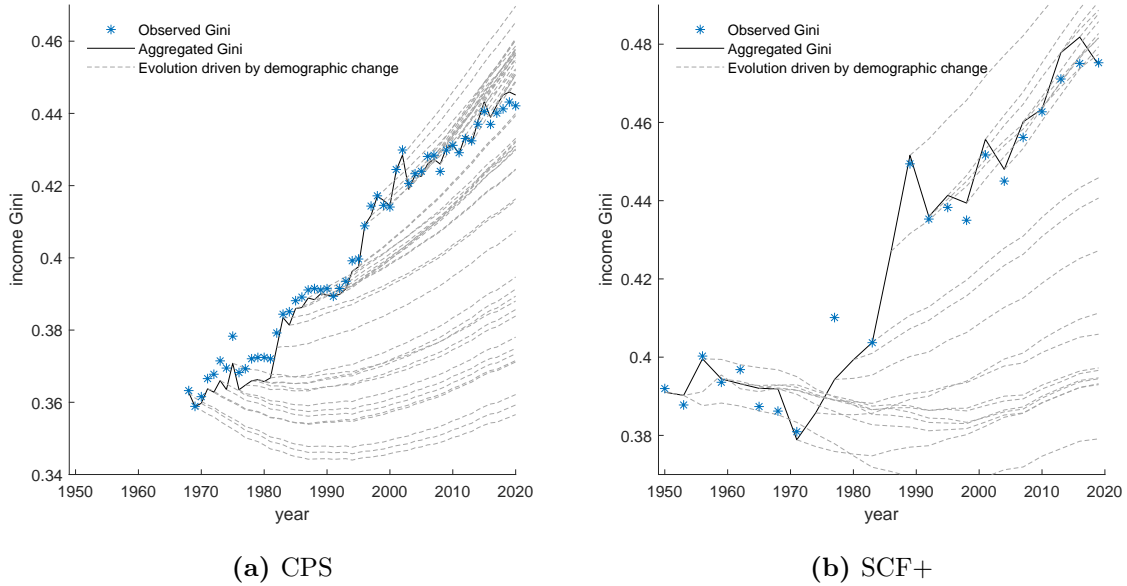 Observed Gini
Aggregated Gini
Evolution driven by demographic change
0.46
0.44
0.42
0.4
0.38
0.36
0.34
income Gini
1950 1960 1970 1980 1990 2000 2010 2020
year
(a) CPS
Observed Gini
Aggregated Gini
Evolution driven by demographic change
0.48
0.46
0.44
0.42
0.4
0.38
income Gini
1950 1960 1970 1980 1990 2000 2010 2020
year
(b) SCF+